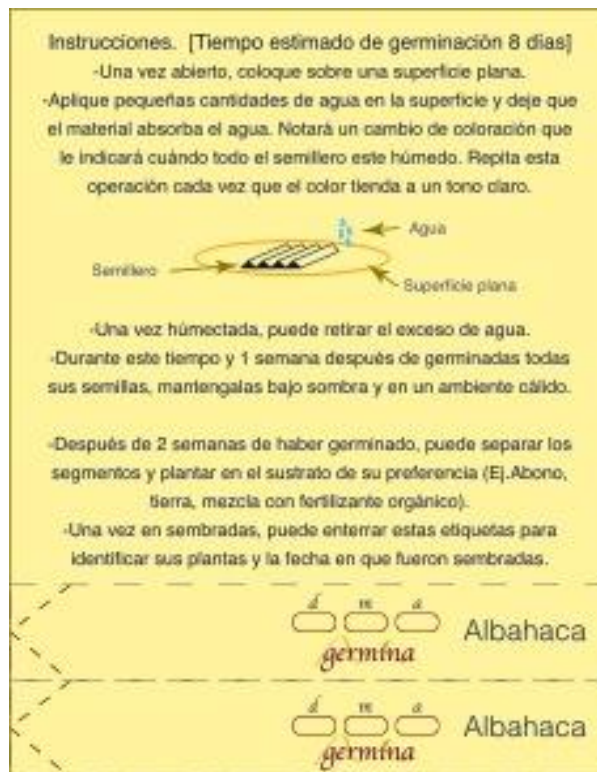 Instrucciones. [Tiempo estimado de germinación 8 dias]
-Una vez abierto, coloque sobre una superficie plana.
-Aplique pequeñas cantidades de agua en la superficie y deje que
el material absorba el agua. Notará un cambio de coloración que
le indicará cuándo todo el semillero este húmedo. Repita esta
operación cada vez que el color tienda a un tono claro.
Agua
Semillero
Superficie plana
-Una vez húmectada, puede retirar el exceso de agua.
-Durante este tiempo y 1 semana después de germinadas todas
sus semillas, mantengalas bajo sombra y en un ambiente cálido.
-Después de 2 semanas de haber germinado, puede separar los
segmentos y plantar en el sustrato de su preferencia (Ej.Abono,
tierra, mezcla con fertilizante orgánico).
-Una vez en sembradas, puede enterrar estas etiquetas para
identificar sus plantas y la fecha en que fueron sembradas.
d m a
germina Albahaca
d m a
germina Albahaca